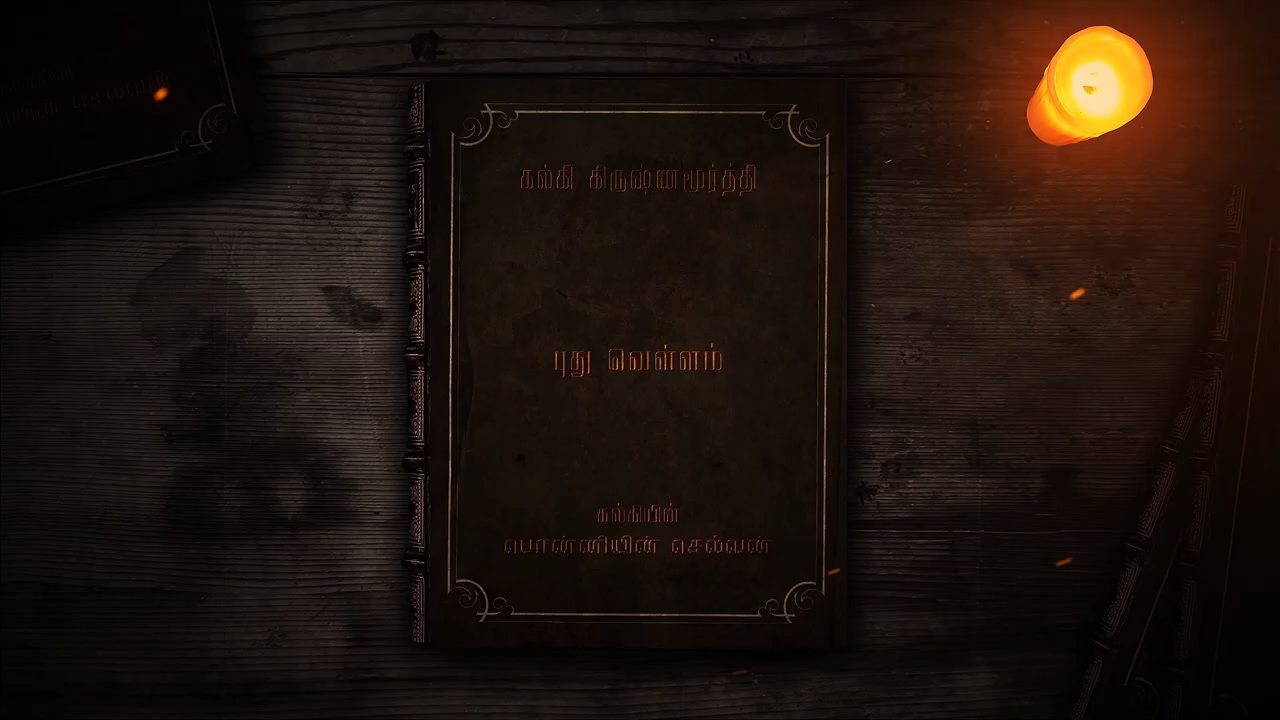 கல்கி கிருஷ்ணமூர்த்தி
புது வெள்ளம்
கல்கியின்
பொன்னியின் செல்வன்